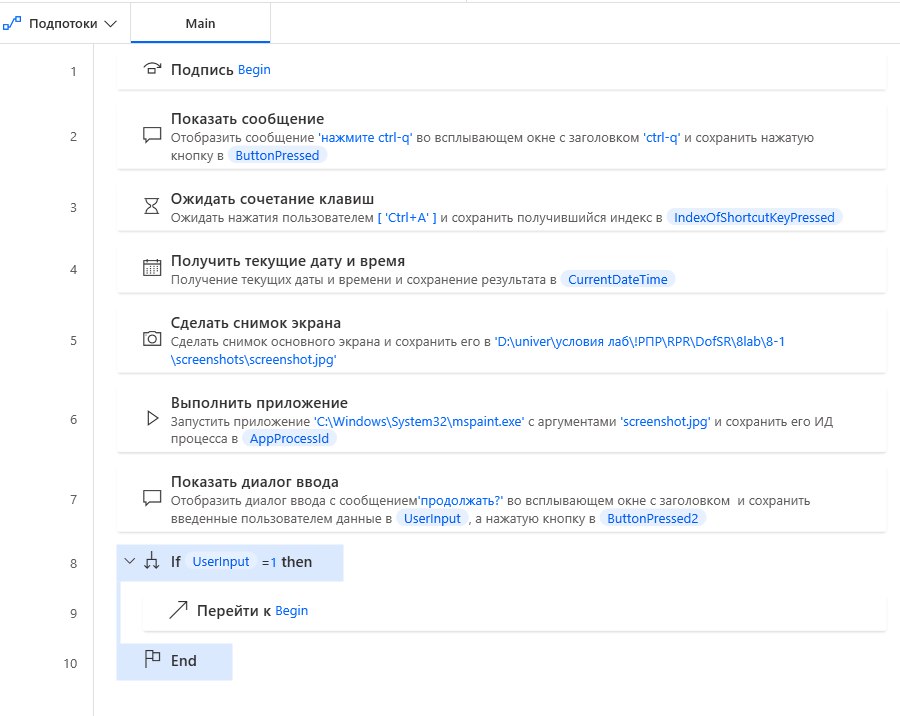 Подпотоки
Main
1
Подпись Begin
2
Показать сообщение
Отобразить сообщение 'нажмите ctrl-q' во всплывающем окне с заголовком 'ctrl-q' и сохранить нажатую
кнопку в ButtonPressed
3
Ожидать сочетание клавиш
Ожидать нажатия пользователем [ 'Ctrl+A' ] и сохранить получившийся индекс в IndexOfShortcutKeyPressed
4
Получить текущие дату и время
Получение текущих даты и времени и сохранение результата в CurrentDateTime
5
Сделать снимок экрана
Сделать снимок основного экрана и сохранить его в 'D:\univer\условия лаб\!РПР\RPR\DofSR\8lab\8-1
\screenshots\screenshot.jpg'
6
Выполнить приложение
Запустить приложение 'C:\Windows\System32\mspaint.exe' с аргументами 'screenshot.jpg' и сохранить его ИД
процесса в AppProcessId
7
Показать диалог ввода
Отобразить диалог ввода с сообщением'продолжать?' во всплывающем окне с заголовком и сохранить
введенные пользователем данные в UserInput , а нажатую кнопку в ButtonPressed2
8
If UserInput =1 then
9
Перейти к Begin
10
End